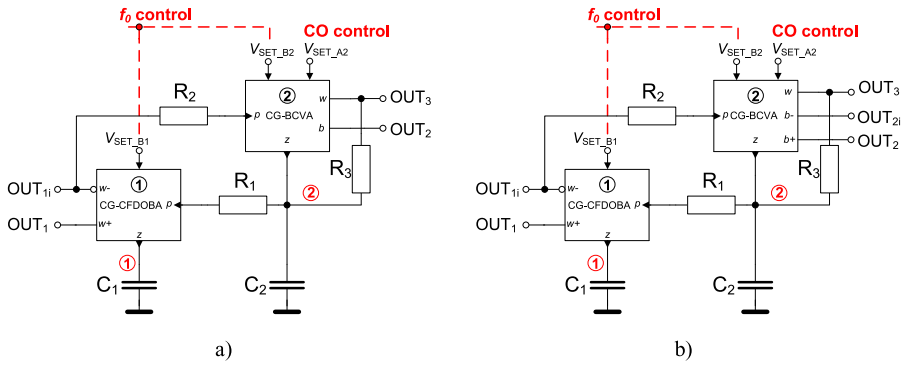 f0 control
CO control
VSET_B2
VSET_A2
R2
②
w
OUT3
p
CG-BCVA
b
OUT2
z
VSET_B1
R3
①
R1
②
OUT1i
w-
CG-CFDOBA
p
OUT1
w+
z
①
C1
C2
a)
f0 control
CO control
VSET_B2
VSET_A2
R2
②
w
OUT3
p
CG-BCVA
b-
OUT2i
z
b+
OUT2
VSET_B1
R3
①
R1
②
OUT1i
w-
CG-CFDOBA
p
OUT1
w+
z
①
C1
C2
b)